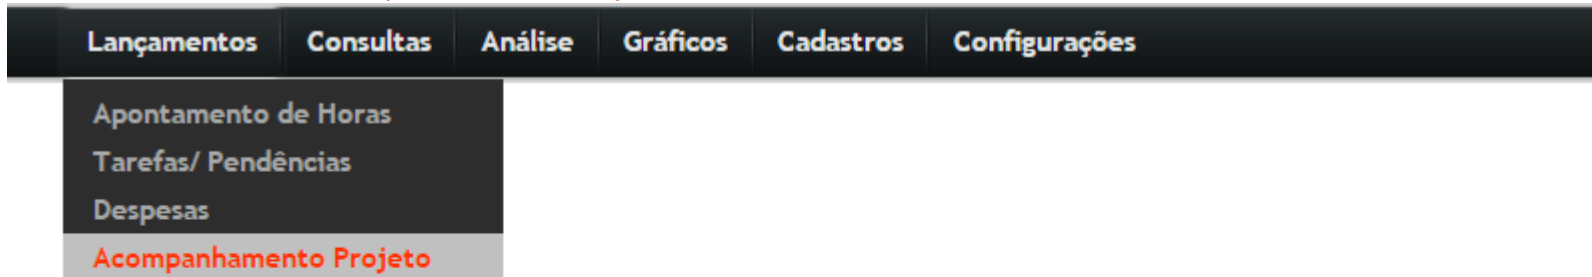 Lançamentos Consultas Análise Gráficos Cadastros Configurações
Apontamento de Horas
Tarefas/ Pendências
Despesas
Acompanhamento Projeto